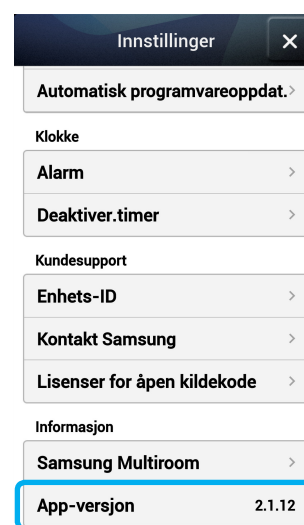 Innstillinger
Automatisk programvareoppdat.
Klokke
Alarm
Deaktiver.timer
Kundesupport
Enhets-ID
Kontakt Samsung
Lisenser for åpen kildekode
Informasjon
Samsung Multiroom
App-versjon 2.1.12